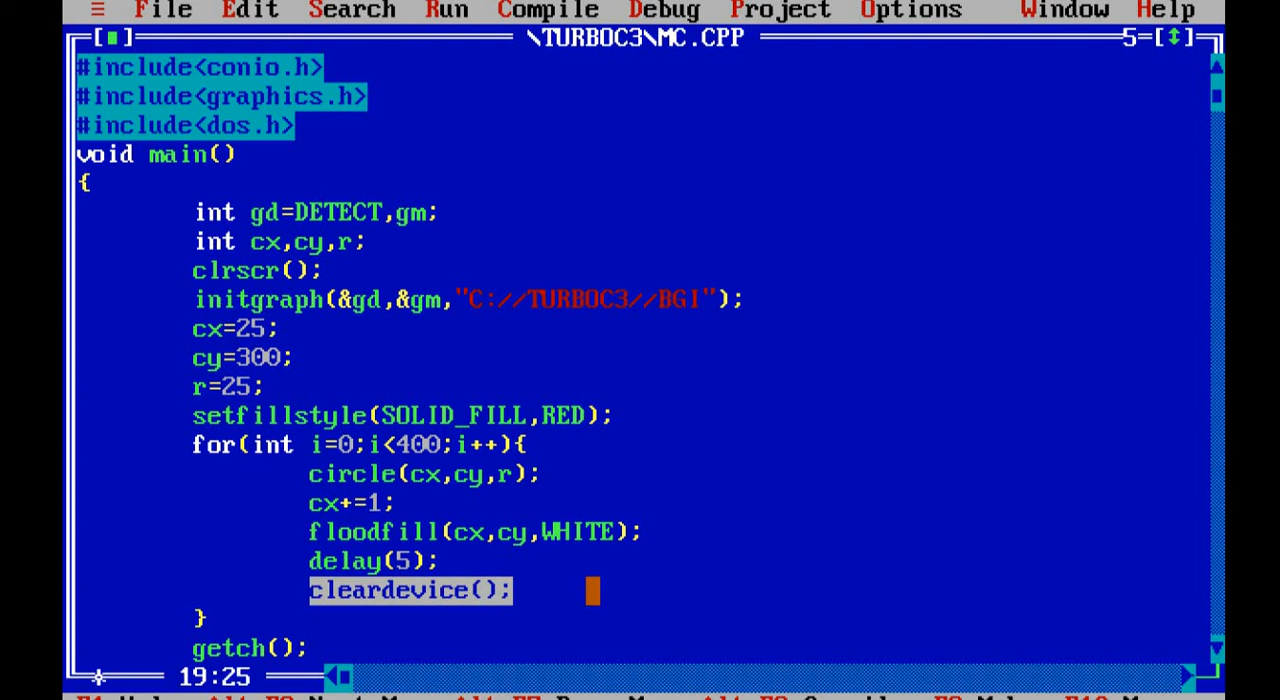 ≡ File Edit Search Run Compile Debug Project Options Window Help
[■] \TURBOC3\MC.CPP 5=[↕]
#include<conio.h>
#include<graphics.h>
#include<dos.h>
void main()
{
int gd=DETECT,gm;
int cx,cy,r;
clrscr();
initgraph(&gd,&gm,"C://TURBOC3//BGI");
cx=25;
cy=300;
r=25;
setfillstyle(SOLID_FILL,RED);
for(int i=0;i<400;i++){
circle(cx,cy,r);
cx+=1;
floodfill(cx,cy,WHITE);
delay(5);
cleardevice();
}
getch();
19:25